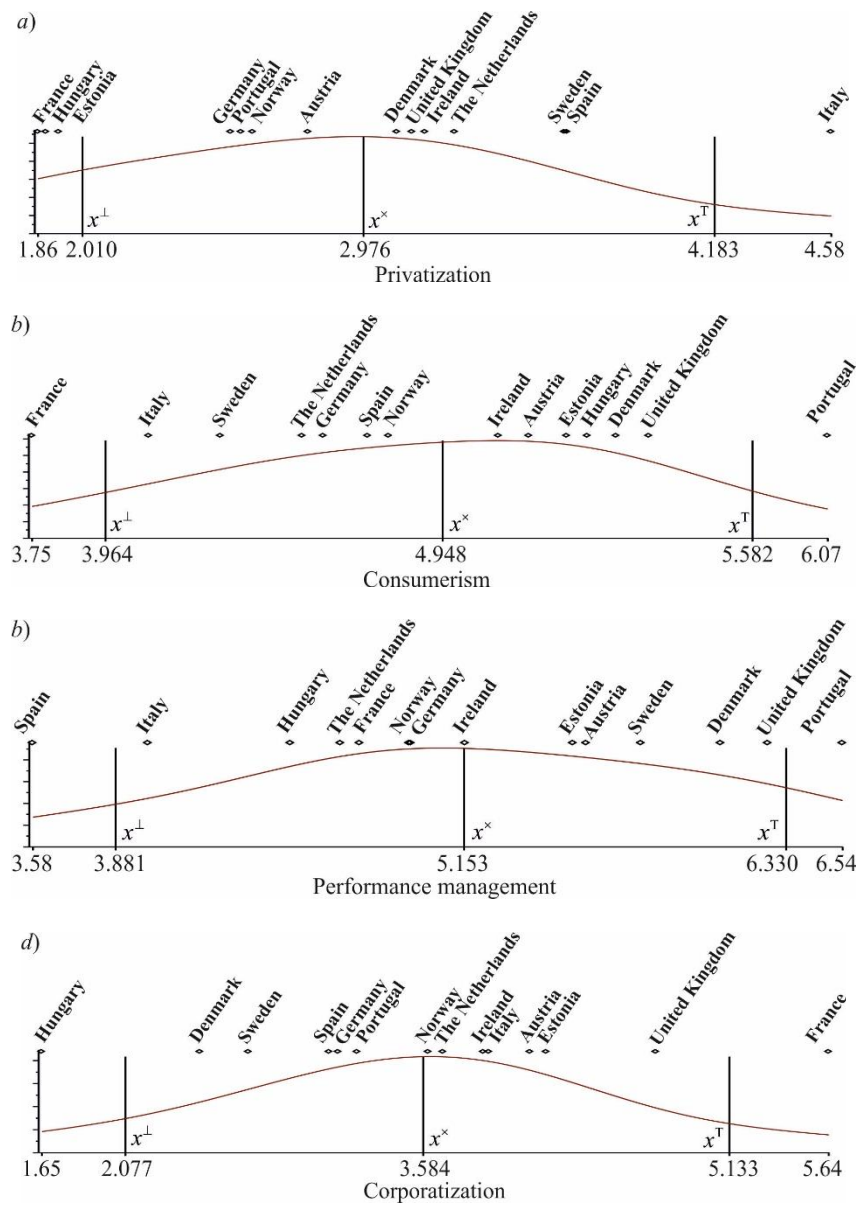 a)
France
Hungary
Estonia
Germany
Portugal
Norway
Austria
Denmark
United Kingdom
Ireland
The Netherlands
Sweden
Spain
Italy
x⊥
x×
xT
1.86 2.010 2.976 4.183 4.58
Privatization
b)
France
Italy
Sweden
The Netherlands
Germany
Spain
Norway
Ireland
Austria
Estonia
Hungary
Denmark
United Kingdom
Portugal
x⊥
x×
xT
3.75 3.964 4.948 5.582 6.07
Consumerism
b)
Spain
Italy
Hungary
The Netherlands
France
Norway
Germany
Ireland
Estonia
Austria
Sweden
Denmark
United Kingdom
Portugal
x⊥
x×
xT
3.58 3.881 5.153 6.330 6.54
Performance management
d)
Hungary
Denmark
Sweden
Spain
Germany
Portugal
Norway
The Netherlands
Ireland
Italy
Austria
Estonia
United Kingdom
France
x⊥
x×
xT
1.65 2.077 3.584 5.133 5.64
Corporatization